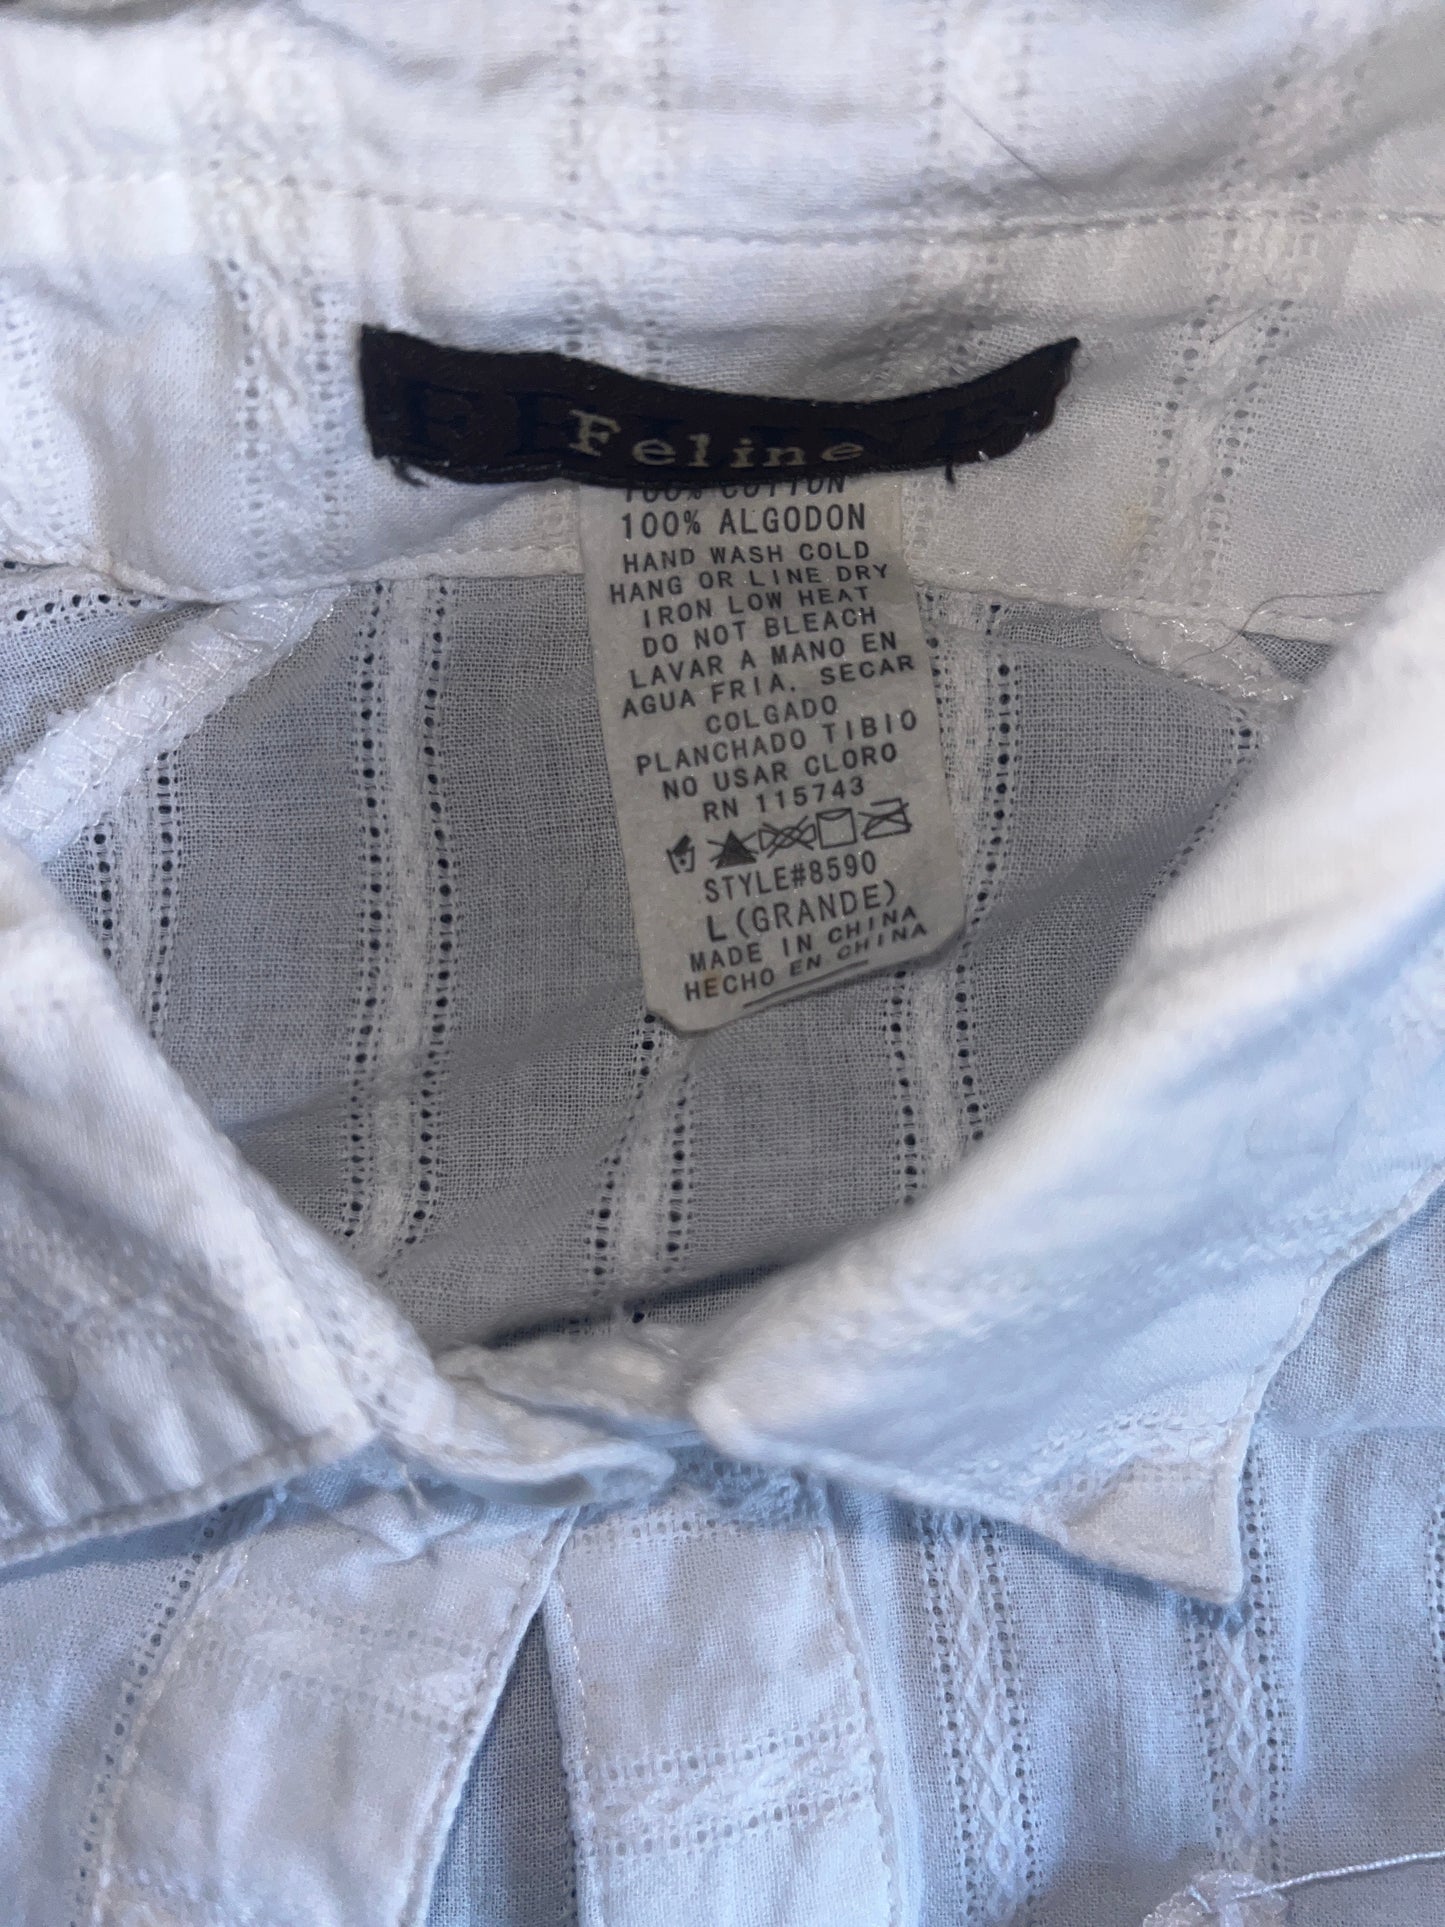 Feline
100% COTTON
100% ALGODON
HAND WASH COLD
HANG OR LINE DRY
IRON LOW HEAT
DO NOT BLEACH
LAVAR A MANO EN
AGUA FRIA. SECAR
COLGADO
PLANCHADO TIBIO
NO USAR CLORO
RN 115743
STYLE#8590
L (GRANDE)
MADE IN CHINA
HECHO EN CHINA